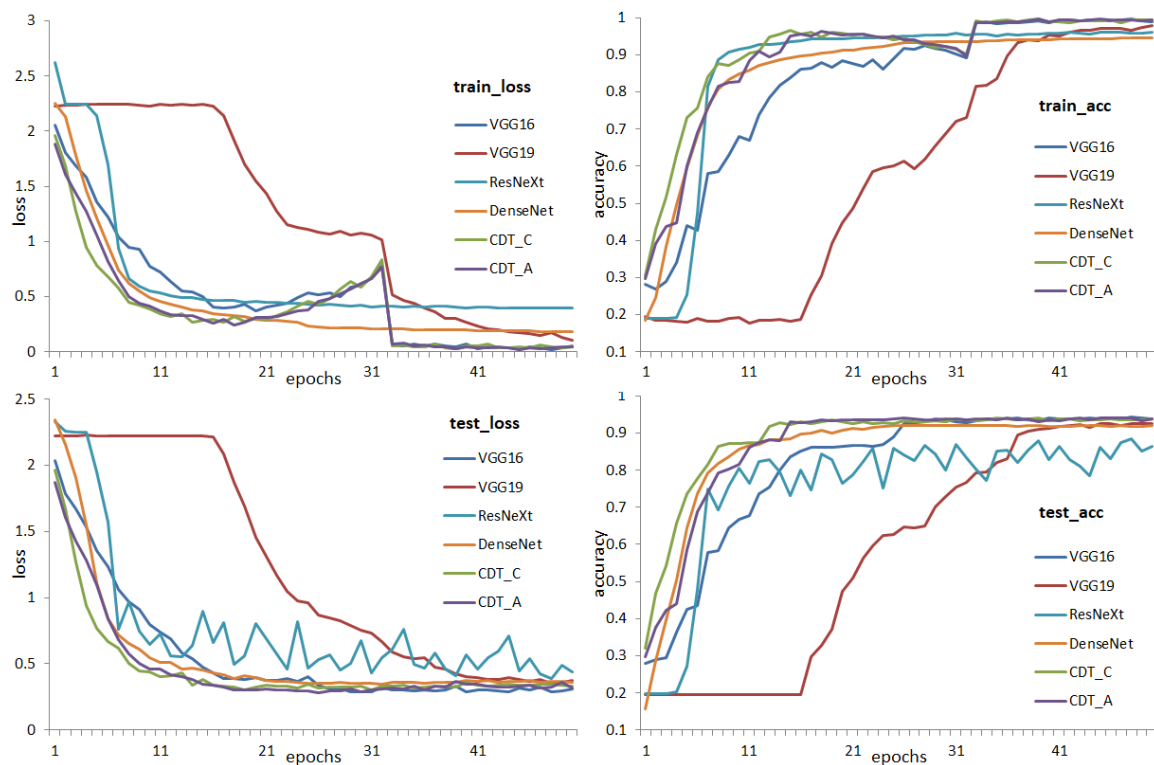 3
2.5
2
1.5
1
0.5
0
loss
1
11
21
31
41
epochs
train_loss
VGG16
VGG19
ResNeXt
DenseNet
CDT_C
CDT_A
1
0.9
0.8
0.7
0.6
0.5
0.4
0.3
0.2
0.1
accuracy
1
11
21
31
41
epochs
train_acc
VGG16
VGG19
ResNeXt
DenseNet
CDT_C
CDT_A
2.5
2
1.5
1
0.5
0
loss
1
11
21
31
41
epochs
test_loss
VGG16
VGG19
ResNeXt
DenseNet
CDT_C
CDT_A
1
0.9
0.8
0.7
0.6
0.5
0.4
0.3
0.2
0.1
accuracy
1
11
21
31
41
epochs
test_acc
VGG16
VGG19
ResNeXt
DenseNet
CDT_C
CDT_A